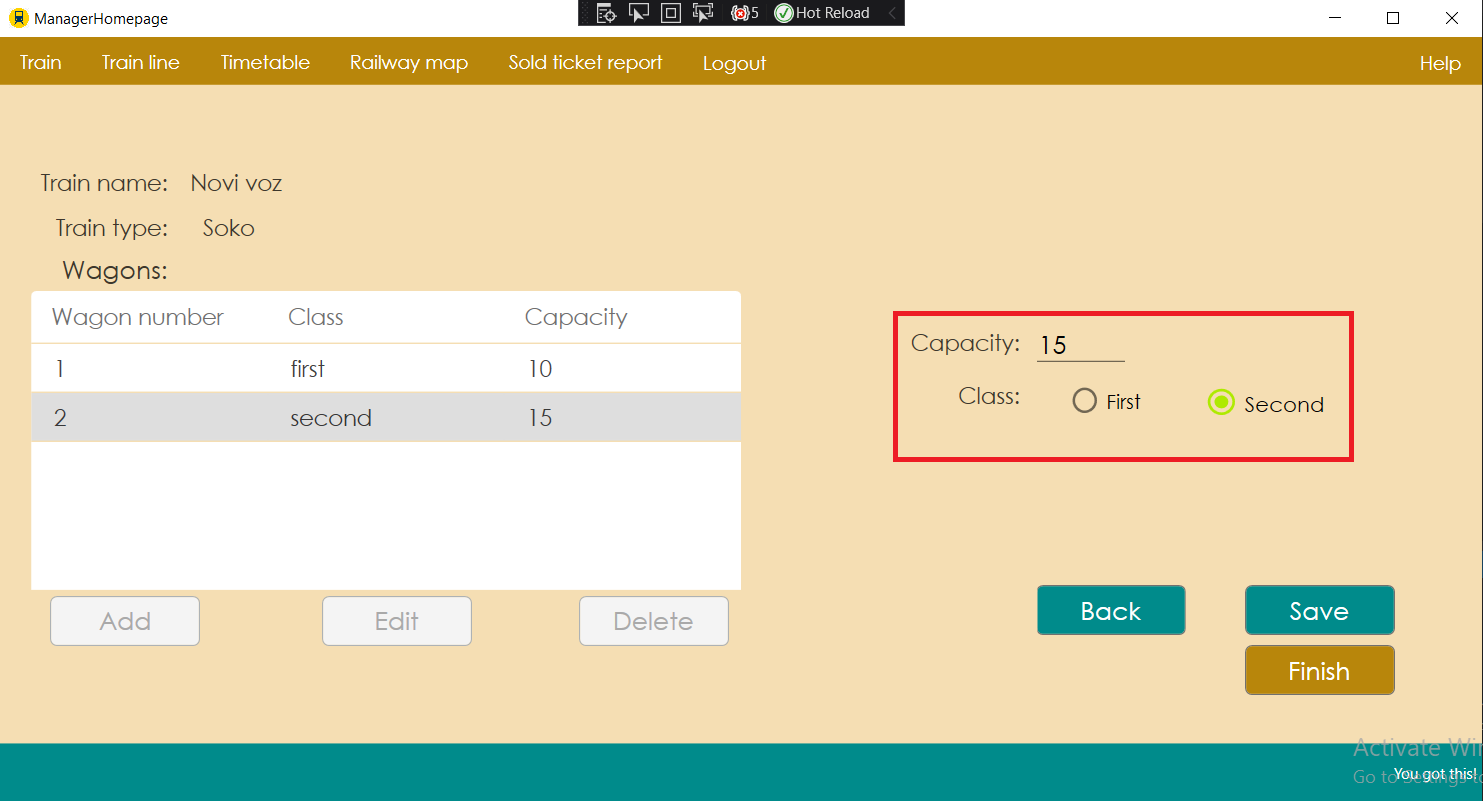 ManagerHomepage
5 Hot Reload
Train Train line Timetable Railway map Sold ticket report Logout Help
Train name: Novi voz
Train type: Soko
Wagons:
Wagon number Class Capacity
1 first 10
2 second 15
Capacity: 15
Class: First Second
Add Edit Delete
Back Save
Finish
Activate Wi
Go to Settings to
You got this!